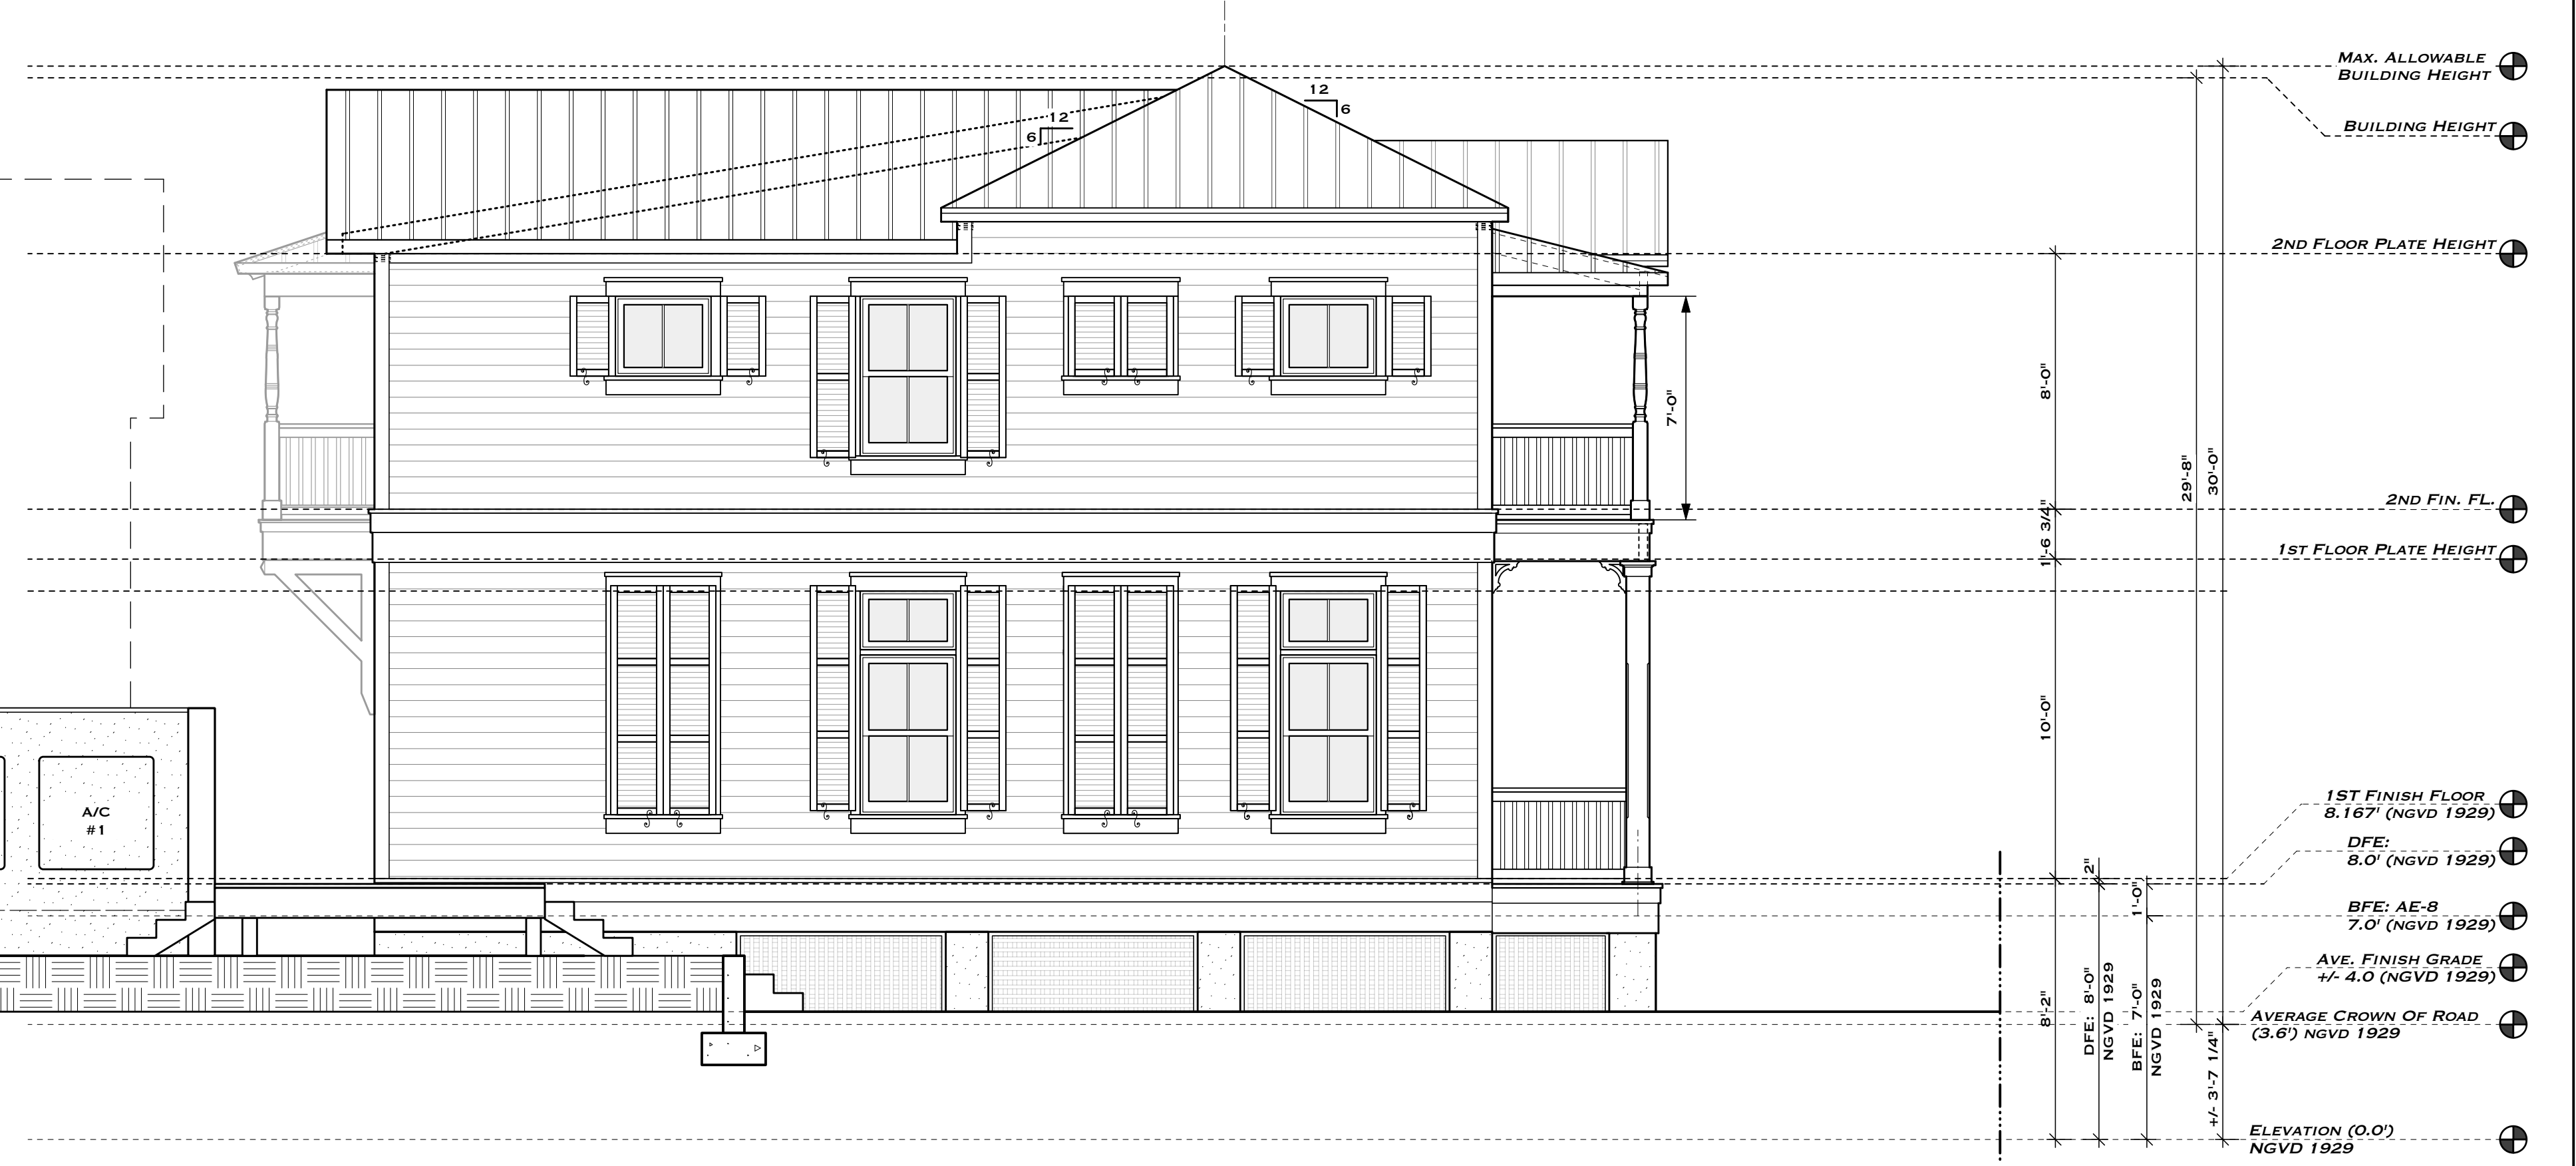 MAX. ALLOWABLE
BUILDING HEIGHT
12
6
12
6
BUILDING HEIGHT
2ND FLOOR PLATE HEIGHT
8'-0"
7'-0"
29'-8"
30'-0"
2ND FIN. FL.
1'-6 3/4"
1ST FLOOR PLATE HEIGHT
10'-0"
A/C
#1
1ST FINISH FLOOR
8.167' (NGVD 1929)
DFE:
8.0' (NGVD 1929)
2"
1'-0"
BFE: AE-8
7.0' (NGVD 1929)
AVE. FINISH GRADE
+/- 4.0 (NGVD 1929)
8'-2"
DFE: 8'-0"
NGVD 1929
BFE: 7'-0"
NGVD 1929
AVERAGE CROWN OF ROAD
(3.6') NGVD 1929
+/- 3'-7 1/4"
ELEVATION (0.0')
NGVD 1929